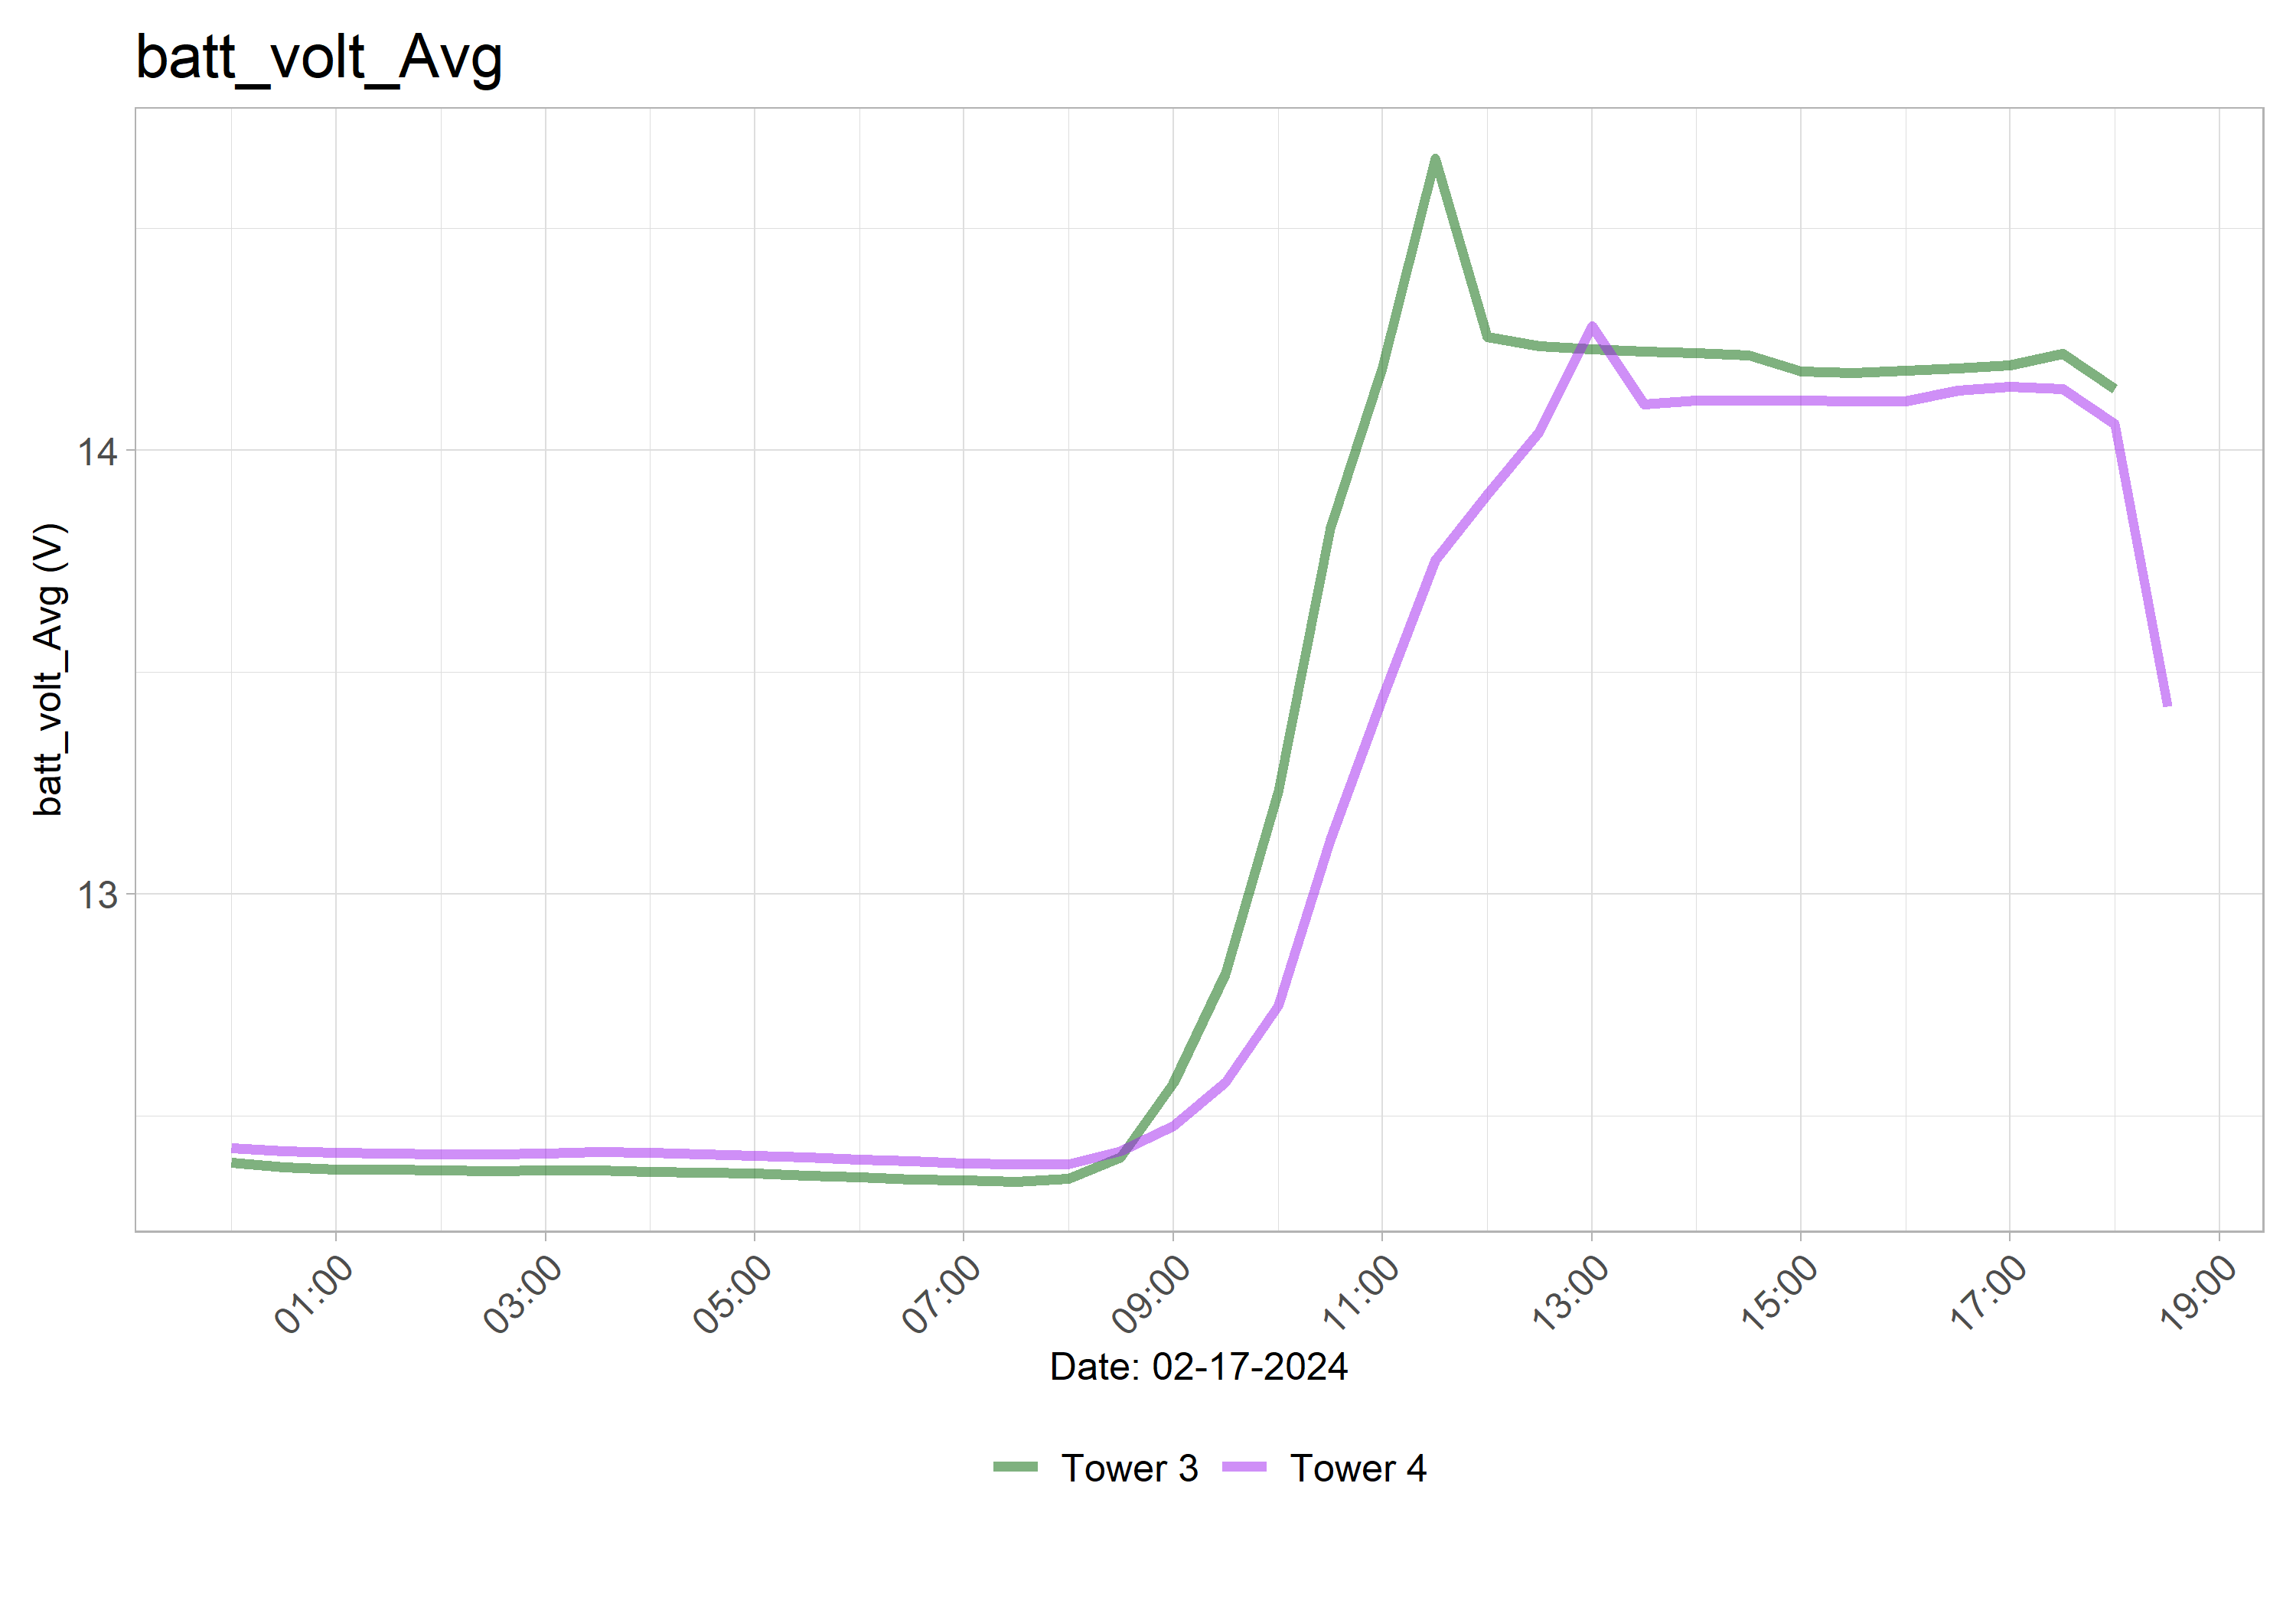 batt_volt_Avg
batt_volt_Avg (V)
14
13
01:00 03:00 05:00 07:00 09:00 11:00 13:00 15:00 17:00 19:00
Date: 02-17-2024
Tower 3 Tower 4